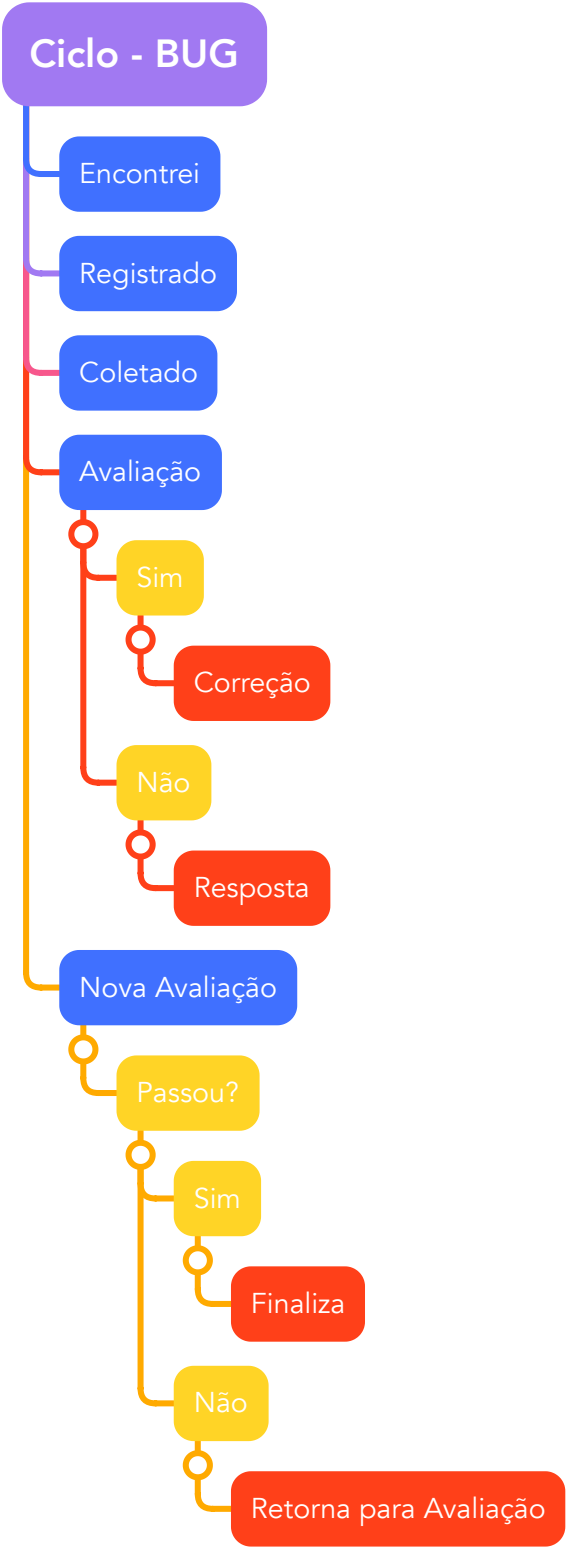 Ciclo - BUG
Encontrei
Registrado
Coletado
Avaliação
Sim
Correção
Não
Resposta
Nova Avaliação
Passou?
Sim
Finaliza
Não
Retorna para Avaliação